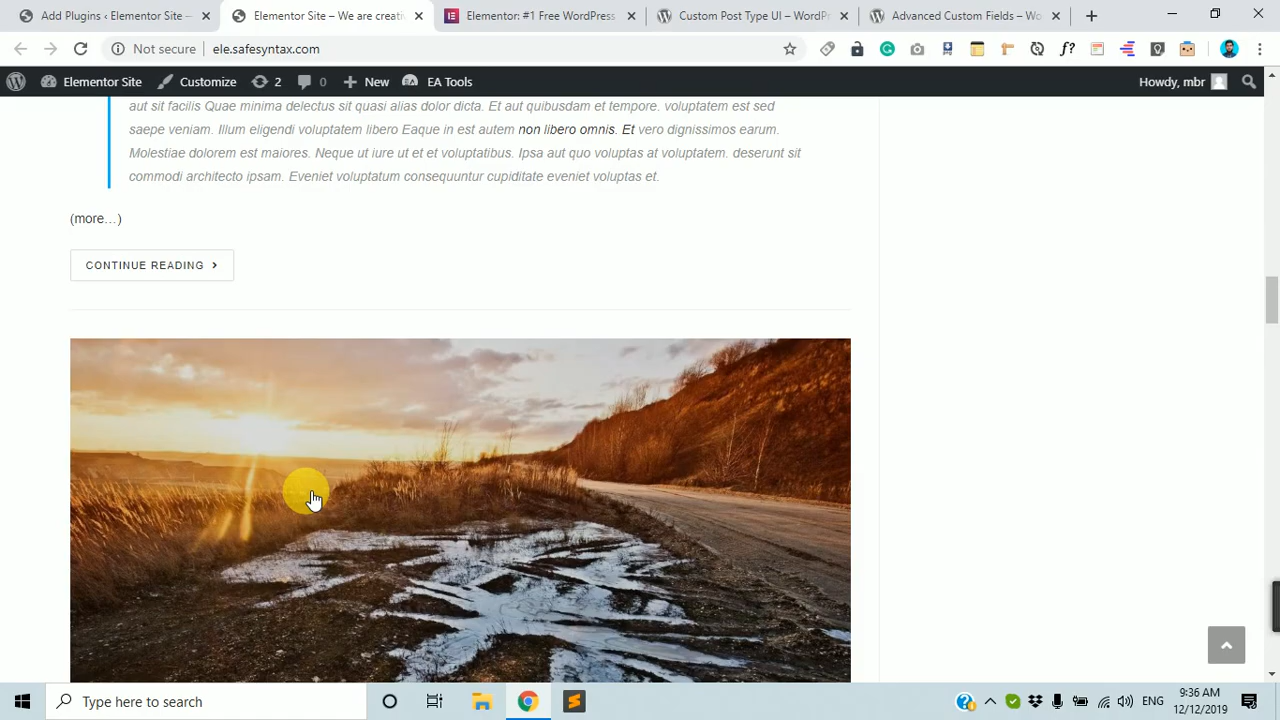 Add Plugins ‹ Elementor Site
Elementor Site – We are creati
Elementor: #1 Free WordPress
Custom Post Type UI – WordPr
Advanced Custom Fields – Wo
Not secure
ele.safesyntax.com
Elementor Site
Customize
2
0
New
EA Tools
Howdy, mbr
aut sit facilis Quae minima delectus sit quasi alias dolor dicta. Et aut quibusdam et tempore. voluptatem est sed
saepe veniam. Illum eligendi voluptatem libero Eaque in est autem non libero omnis. Et vero dignissimos earum.
Molestiae dolorem est maiores. Neque ut iure ut et et voluptatibus. Ipsa aut quo voluptas at voluptatem. deserunt sit
commodi architecto ipsam. Eveniet voluptatum consequuntur cupiditate eveniet voluptas et.
(more…)
CONTINUE READING
Type here to search
ENG
9:36 AM
12/12/2019